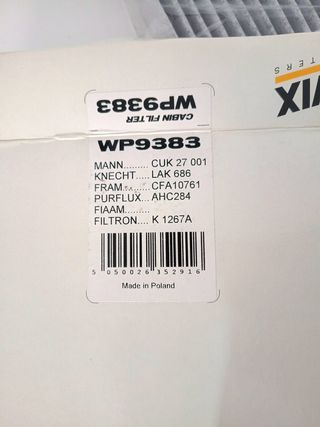 WP9383
CABIN FILTER
WP9383
MANN......... CUK 27 001
KNECHT..... LAK 686
FRAM......... CFA10761
PURFLUX... AHC284
FIAAM........
FILTRON.... K 1267A
5 050026 352916
Made in Poland